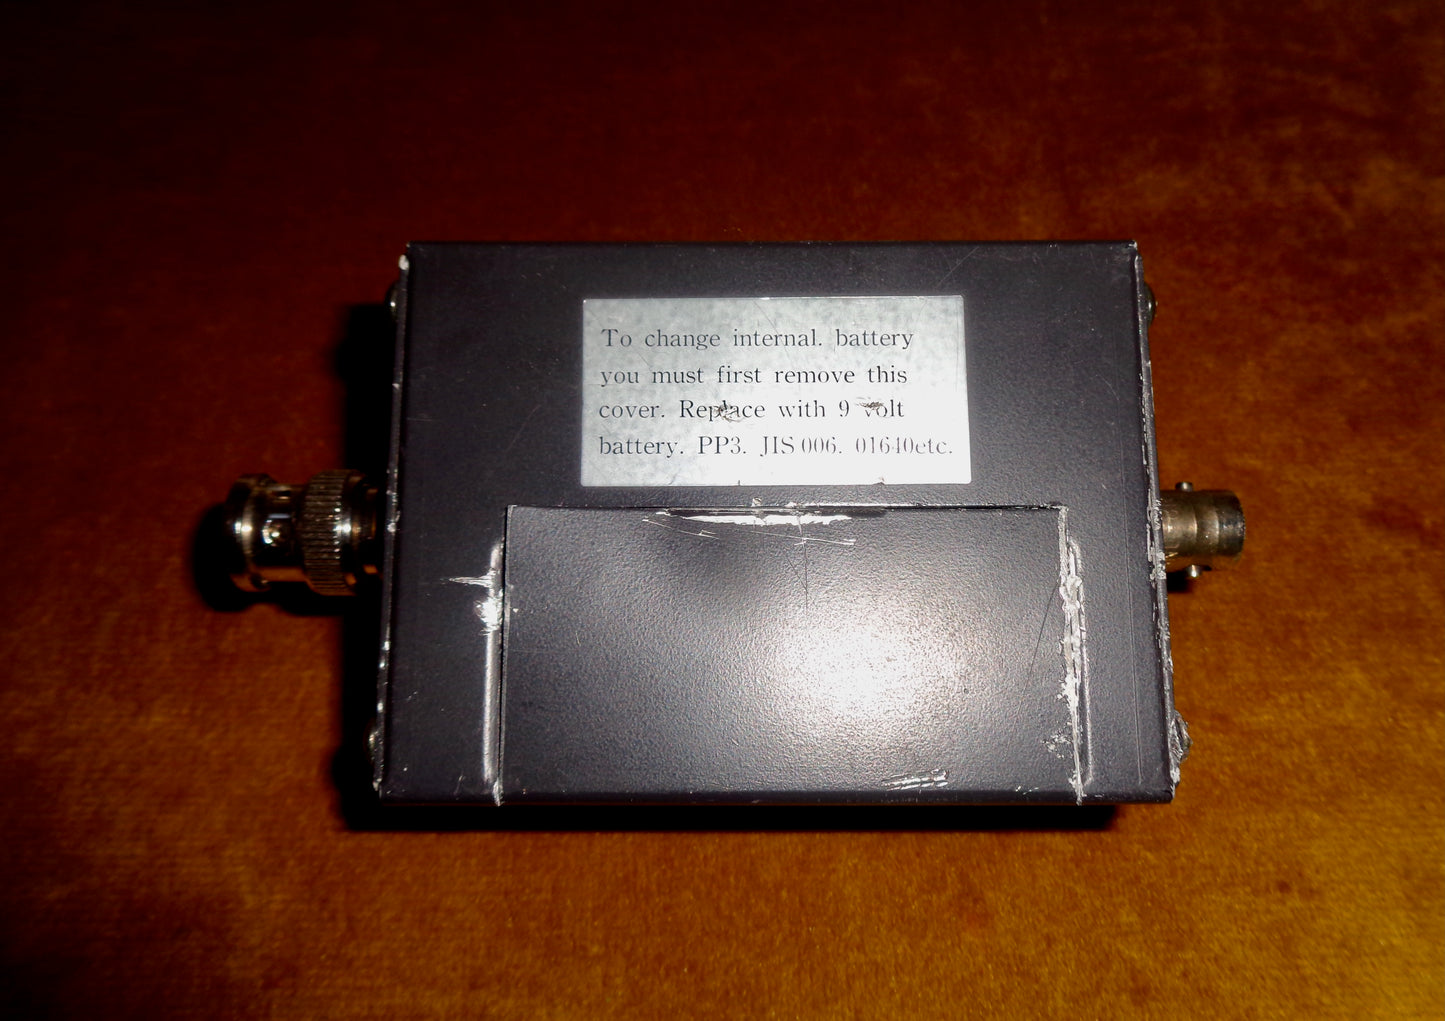 To change internal. battery
you must first remove this
cover. Replace with 9 volt
battery. PP3. JIS 006. 01640etc.